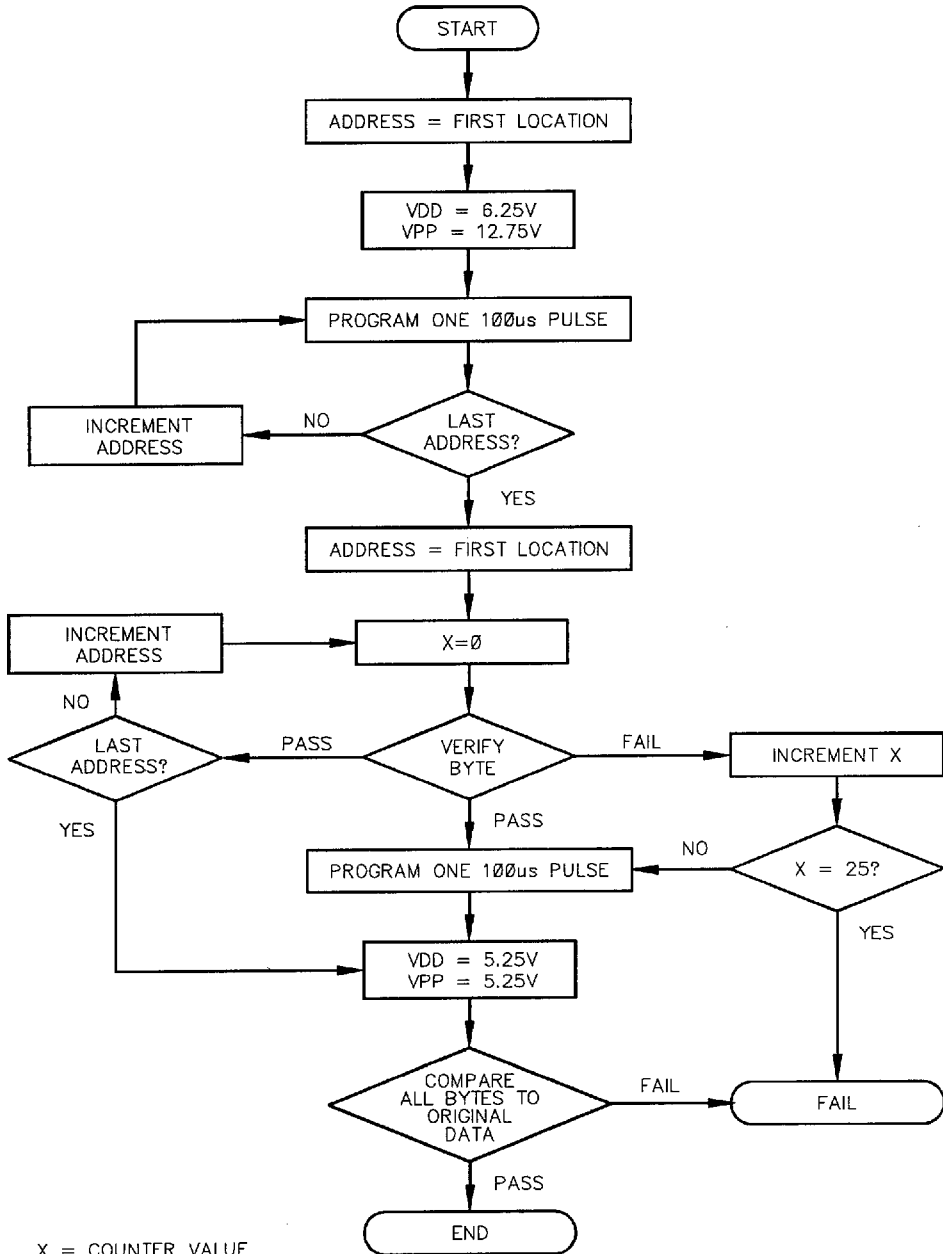 START
ADDRESS = FIRST LOCATION
VDD = 6.25V
VPP = 12.75V
PROGRAM ONE 1ØØus PULSE
INCREMENT
ADDRESS
NO
LAST
ADDRESS?
YES
ADDRESS = FIRST LOCATION
INCREMENT
ADDRESS
X=Ø
NO
LAST
ADDRESS?
PASS
VERIFY
BYTE
FAIL
INCREMENT X
YES
PASS
PROGRAM ONE 1ØØus PULSE
NO
X = 25?
YES
VDD = 5.25V
VPP = 5.25V
COMPARE
ALL BYTES TO
ORIGINAL
DATA
FAIL
FAIL
PASS
END
X = COUNTER VALUE